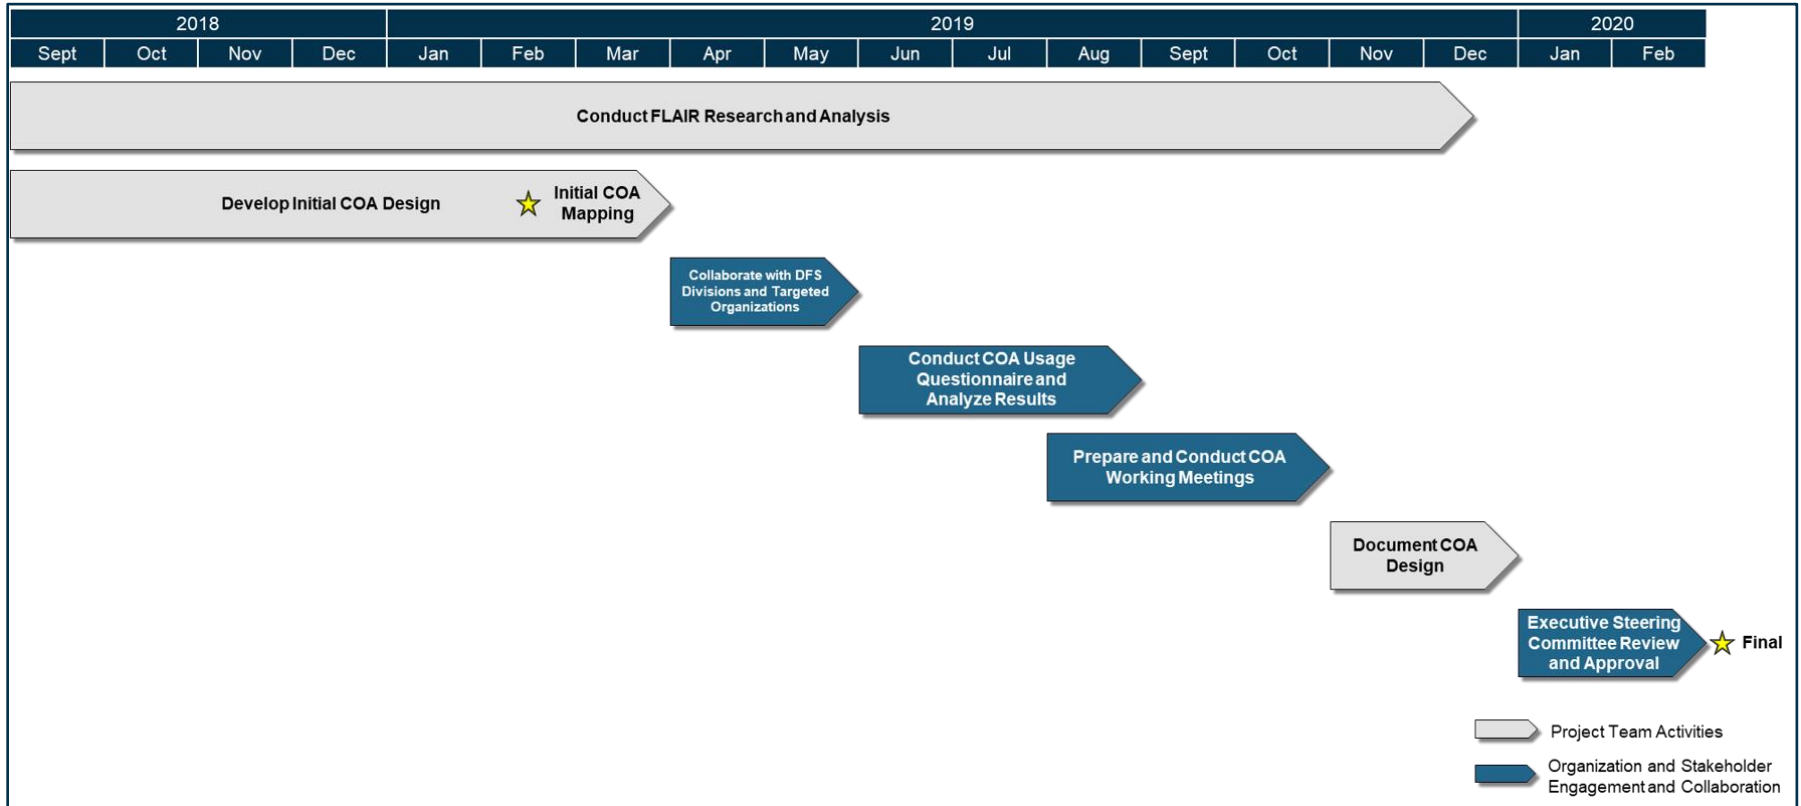 2018 2019 2020
Sept Oct Nov Dec Jan Feb Mar Apr May Jun Jul Aug Sept Oct Nov Dec Jan Feb
Conduct FLAIR Research and Analysis
Develop Initial COA Design
Initial COA
Mapping
Collaborate with DFS
Divisions and Targeted
Organizations
Conduct COA Usage
Questionnaire and
Analyze Results
Prepare and Conduct COA
Working Meetings
Document COA
Design
Executive Steering
Committee Review
and Approval
Final
Project Team Activities
Organization and Stakeholder
Engagement and Collaboration